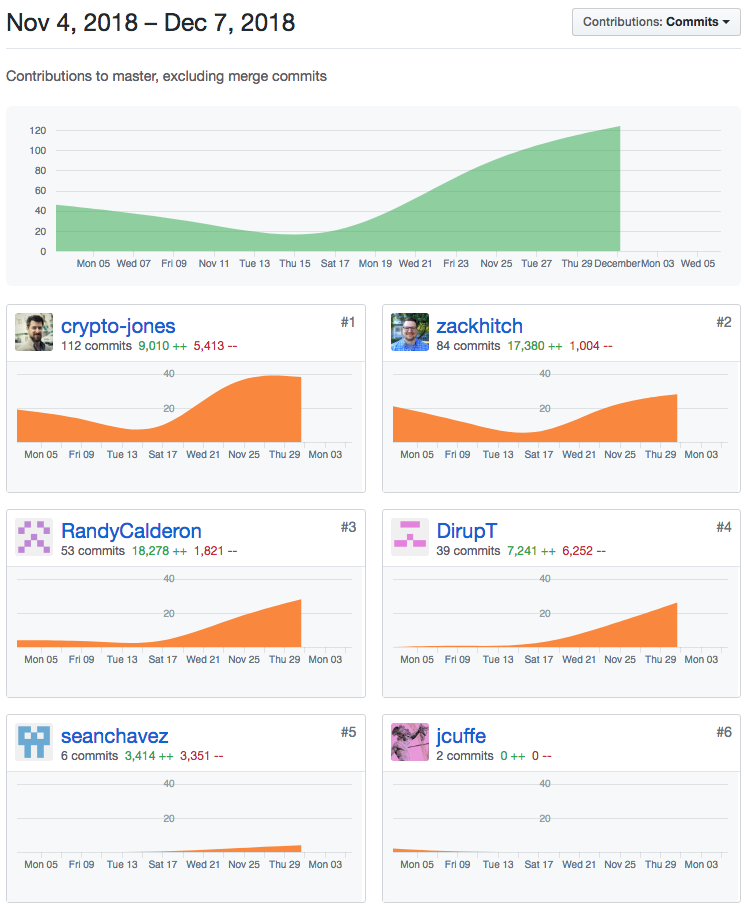 Nov 4, 2018 – Dec 7, 2018
Contributions: Commits
Contributions to master, excluding merge commits
120
100
80
60
40
20
0
Mon 05 Wed 07 Fri 09 Nov 11 Tue 13 Thu 15 Sat 17 Mon 19 Wed 21 Fri 23 Nov 25 Tue 27 Thu 29 December Mon 03 Wed 05
crypto-jones #1
112 commits 9,010 ++ 5,413 --
40
20
Mon 05 Fri 09 Tue 13 Sat 17 Wed 21 Nov 25 Thu 29 Mon 03
zackhitch #2
84 commits 17,380 ++ 1,004 --
40
20
Mon 05 Fri 09 Tue 13 Sat 17 Wed 21 Nov 25 Thu 29 Mon 03
RandyCalderon #3
53 commits 18,278 ++ 1,821 --
40
20
Mon 05 Fri 09 Tue 13 Sat 17 Wed 21 Nov 25 Thu 29 Mon 03
DirupT #4
39 commits 7,241 ++ 6,252 --
40
20
Mon 05 Fri 09 Tue 13 Sat 17 Wed 21 Nov 25 Thu 29 Mon 03
seanchavez #5
6 commits 3,414 ++ 3,351 --
40
20
Mon 05 Fri 09 Tue 13 Sat 17 Wed 21 Nov 25 Thu 29 Mon 03
jcuffe #6
2 commits 0 ++ 0 --
40
20
Mon 05 Fri 09 Tue 13 Sat 17 Wed 21 Nov 25 Thu 29 Mon 03